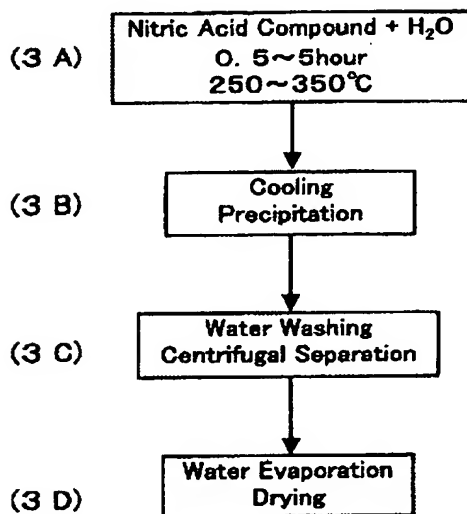 (3 A)
Nitric Acid Compound + H₂O
0. 5~5hour
250~350℃
(3 B)
Cooling
Precipitation
(3 C)
Water Washing
Centrifugal Separation
(3 D)
Water Evaporation
Drying